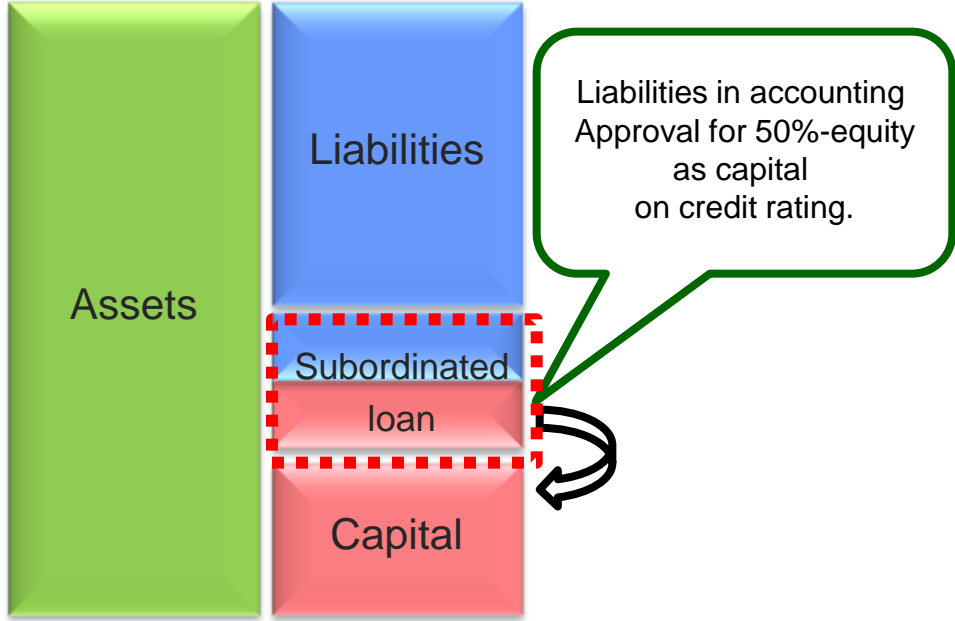 Assets
Liabilities
Subordinated
loan
Capital
Liabilities in accounting
Approval for 50%-equity
as capital
on credit rating.